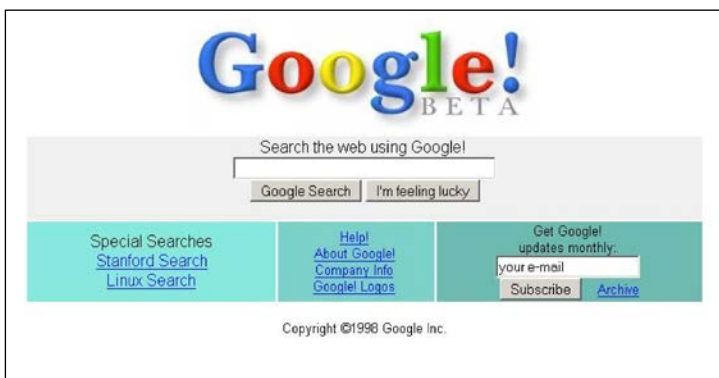 Google!
BETA
Search the web using Google!
Google Search I'm feeling lucky
Special Searches
Stanford Search
Linux Search
Help!
About Google!
Company Info
Google! Logos
Get Google!
updates monthly:
your e-mail
Subscribe Archive
Copyright ©1998 Google Inc.